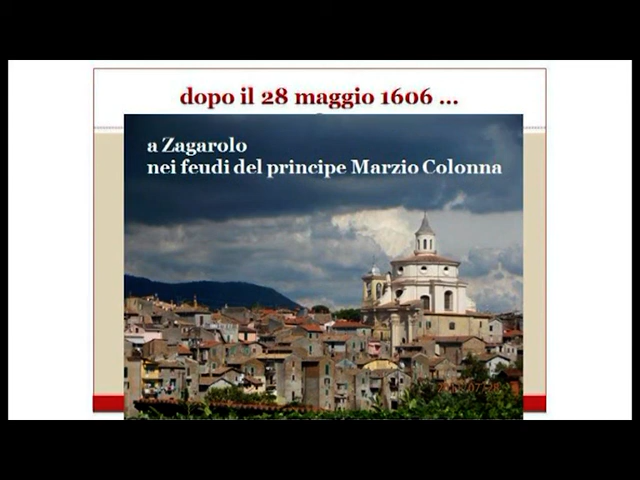 dopo il 28 maggio 1606 ...
a Zagarolo
nei feudi del principe Marzio Colonna